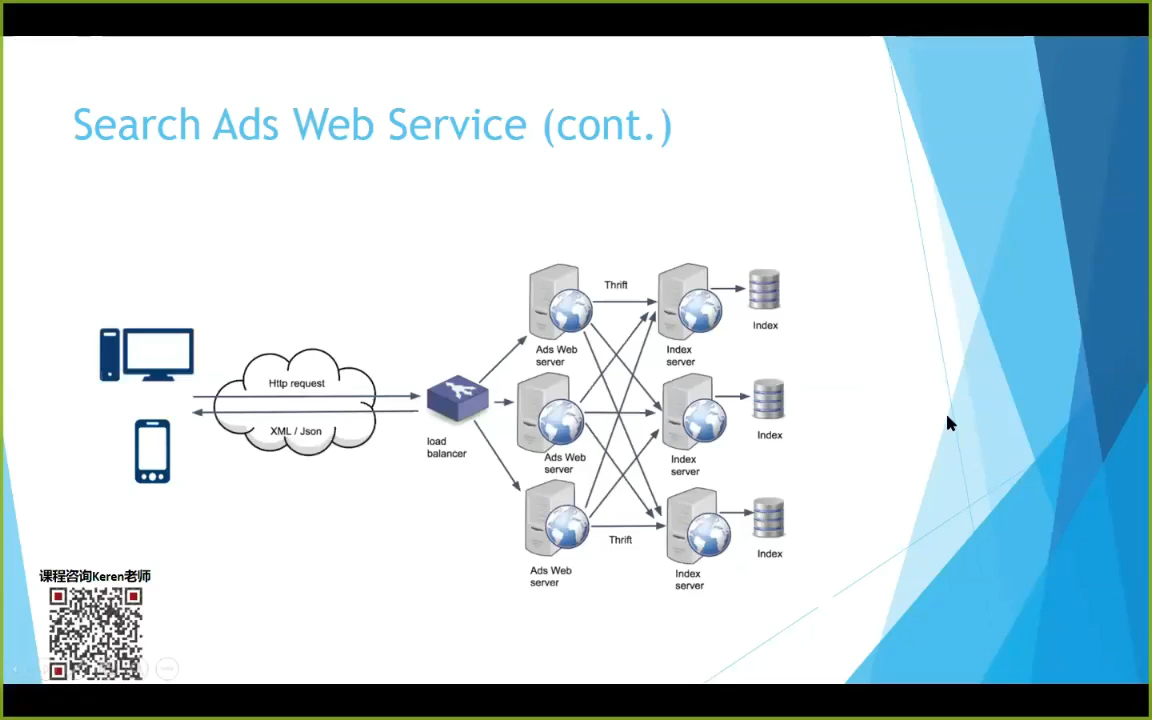 Search Ads Web Service (cont.)
Thrift
Index
Ads Web
server
Index
server
Http request
XML / Json
load
balancer
Index
Ads Web
server
Index
server
Thrift
Index
Ads Web
server
Index
server
课程咨询Keren老师